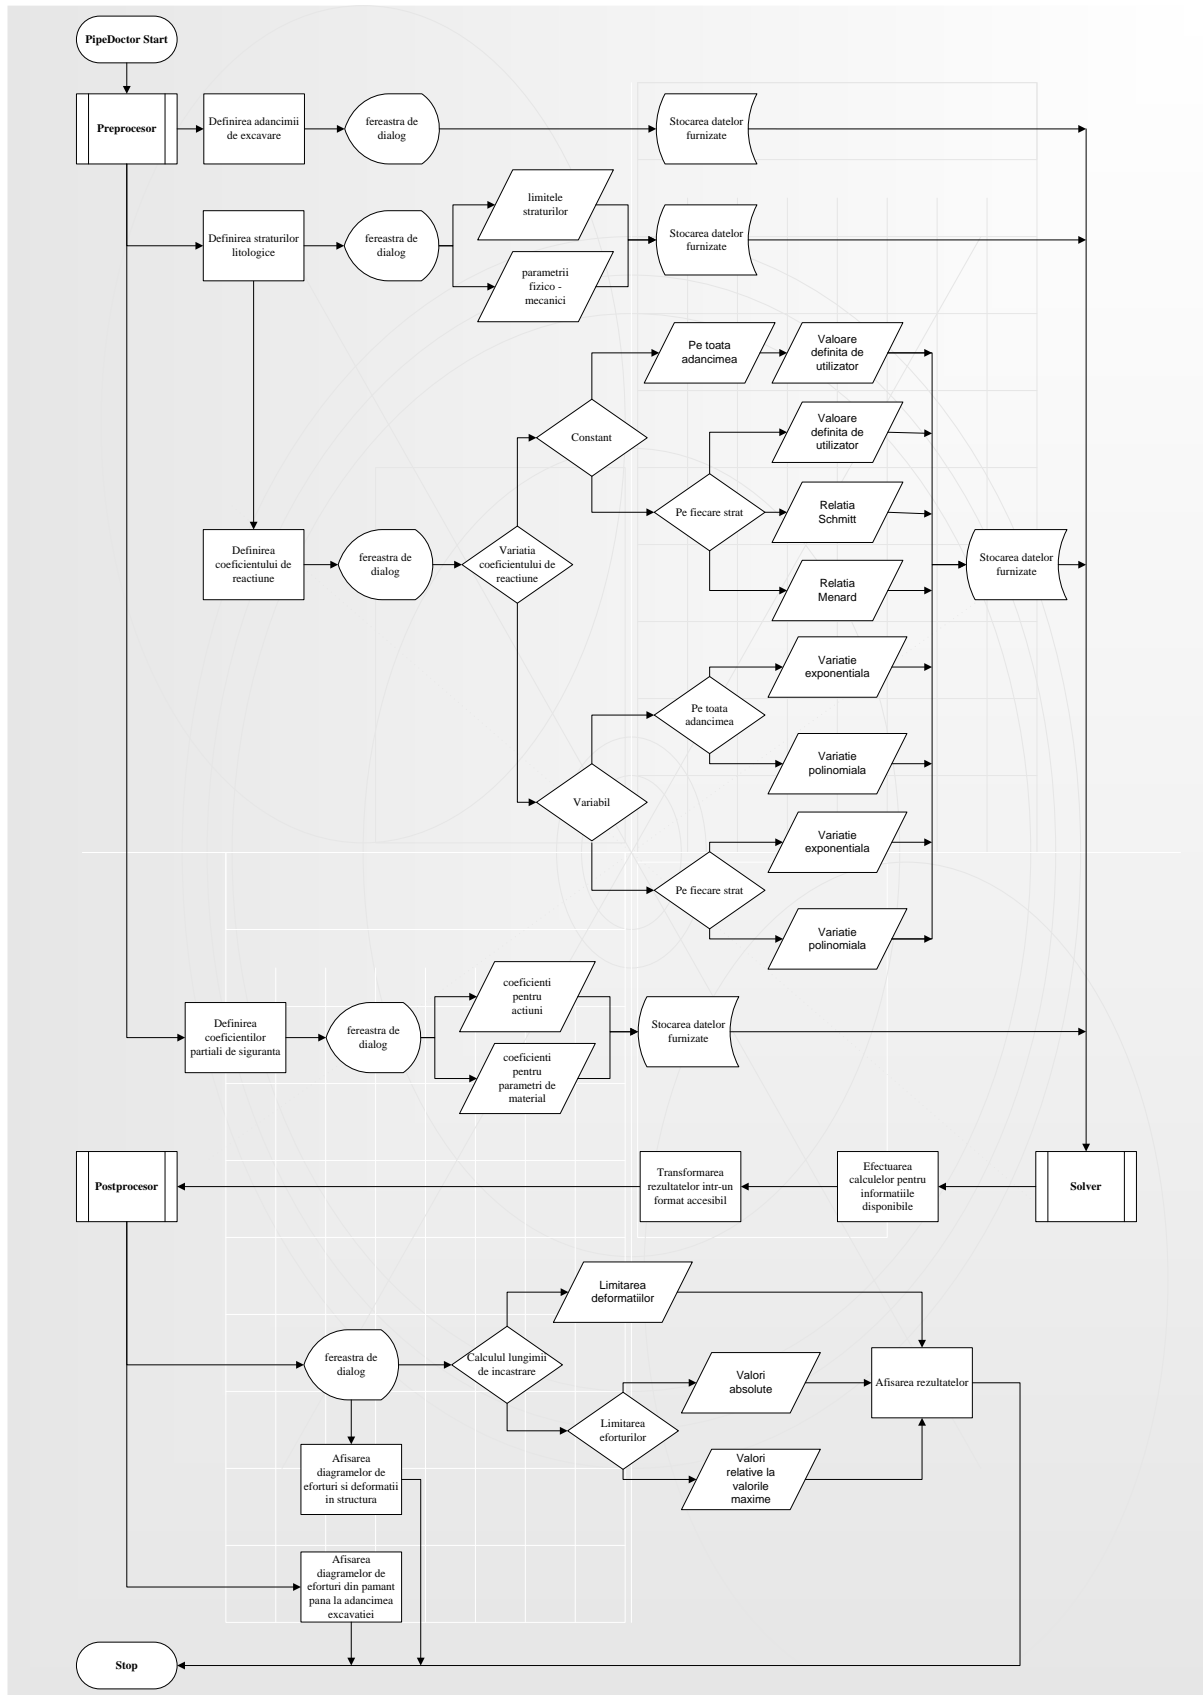 PipeDoctor Start
Preprocesor
Definirea adancimii
de excavare
fereastra de
dialog
Stocarea datelor
furnizate
Definirea straturilor
litologice
fereastra de
dialog
limitele
straturilor
parametrii
fizico -
mecanici
Stocarea datelor
furnizate
Pe toata
adancimea
Valoare
definita de
utilizator
Constant
Valoare
definita de
utilizator
Pe fiecare strat
Relatia
Schmitt
Relatia
Menard
Definirea
coeficientului de
reactiune
fereastra de
dialog
Variatia
coeficientului de
reactiune
Stocarea datelor
furnizate
Variatie
exponentiala
Pe toata
adancimea
Variatie
polinomiala
Variabil
Variatie
exponentiala
Pe fiecare strat
Variatie
polinomiala
Definirea
coeficientilor
partiali de siguranta
fereastra de
dialog
coeficienti
pentru
actiuni
coeficienti
pentru
parametri de
material
Stocarea datelor
furnizate
Postprocesor
Transformarea
rezultatelor intr-un
format accesibil
Efectuarea
calculelor pentru
informatiile
disponibile
Solver
Limitarea
deformatiilor
fereastra de
dialog
Calculul lungimii
de incastrare
Valori
absolute
Afisarea rezultatelor
Limitarea
eforturilor
Valori
relative la
valorile
maxime
Afisarea
diagramelor de
eforturi si deformatii
in structura
Afisarea
diagramelor de
eforturi din pamant
pana la adancimea
excavatiei
Stop